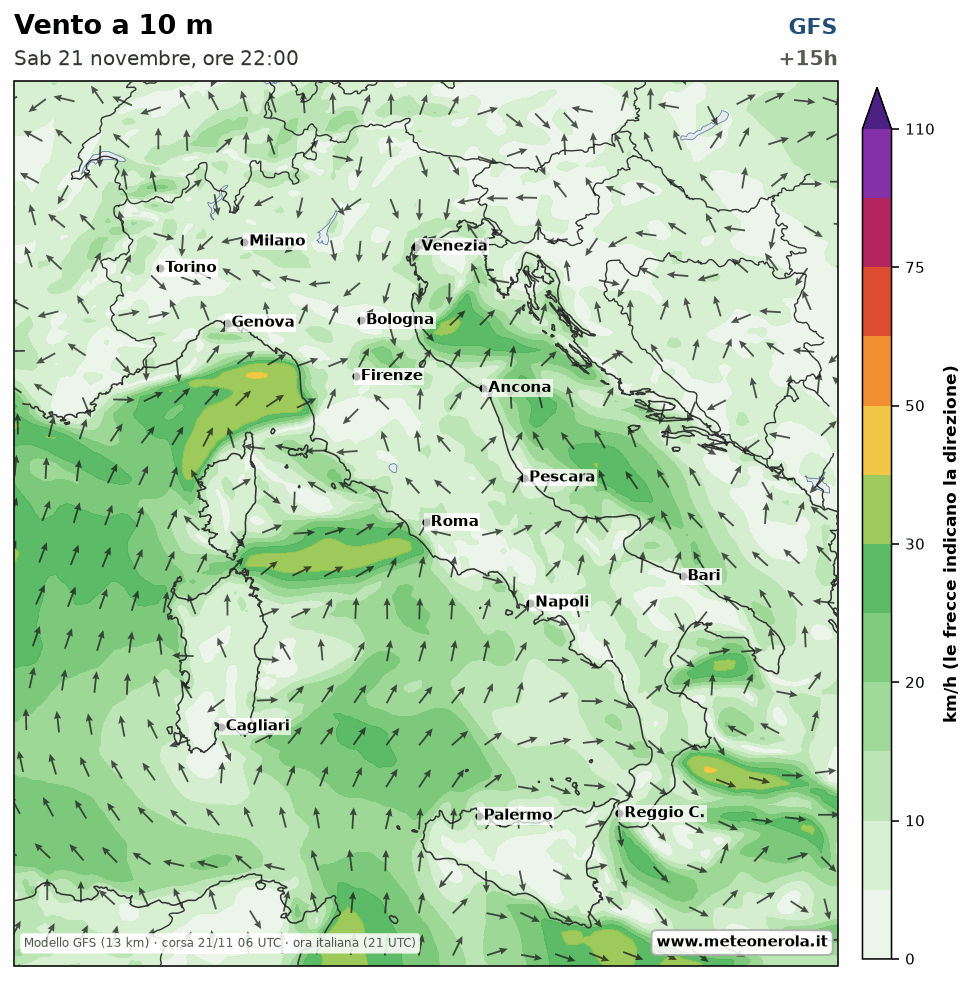 Vento a 10 m
GFS
Sab 21 novembre, ore 22:00
+15h
110
75
50
30
20
10
0
km/h (le frecce indicano la direzione)
Milano
Venezia
Torino
Genova
Bologna
Firenze
Ancona
Pescara
Roma
Bari
Napoli
Cagliari
Palermo
Reggio C.
Modello GFS (13 km) · corsa 21/11 06 UTC · ora italiana (21 UTC)
www.meteonerola.it